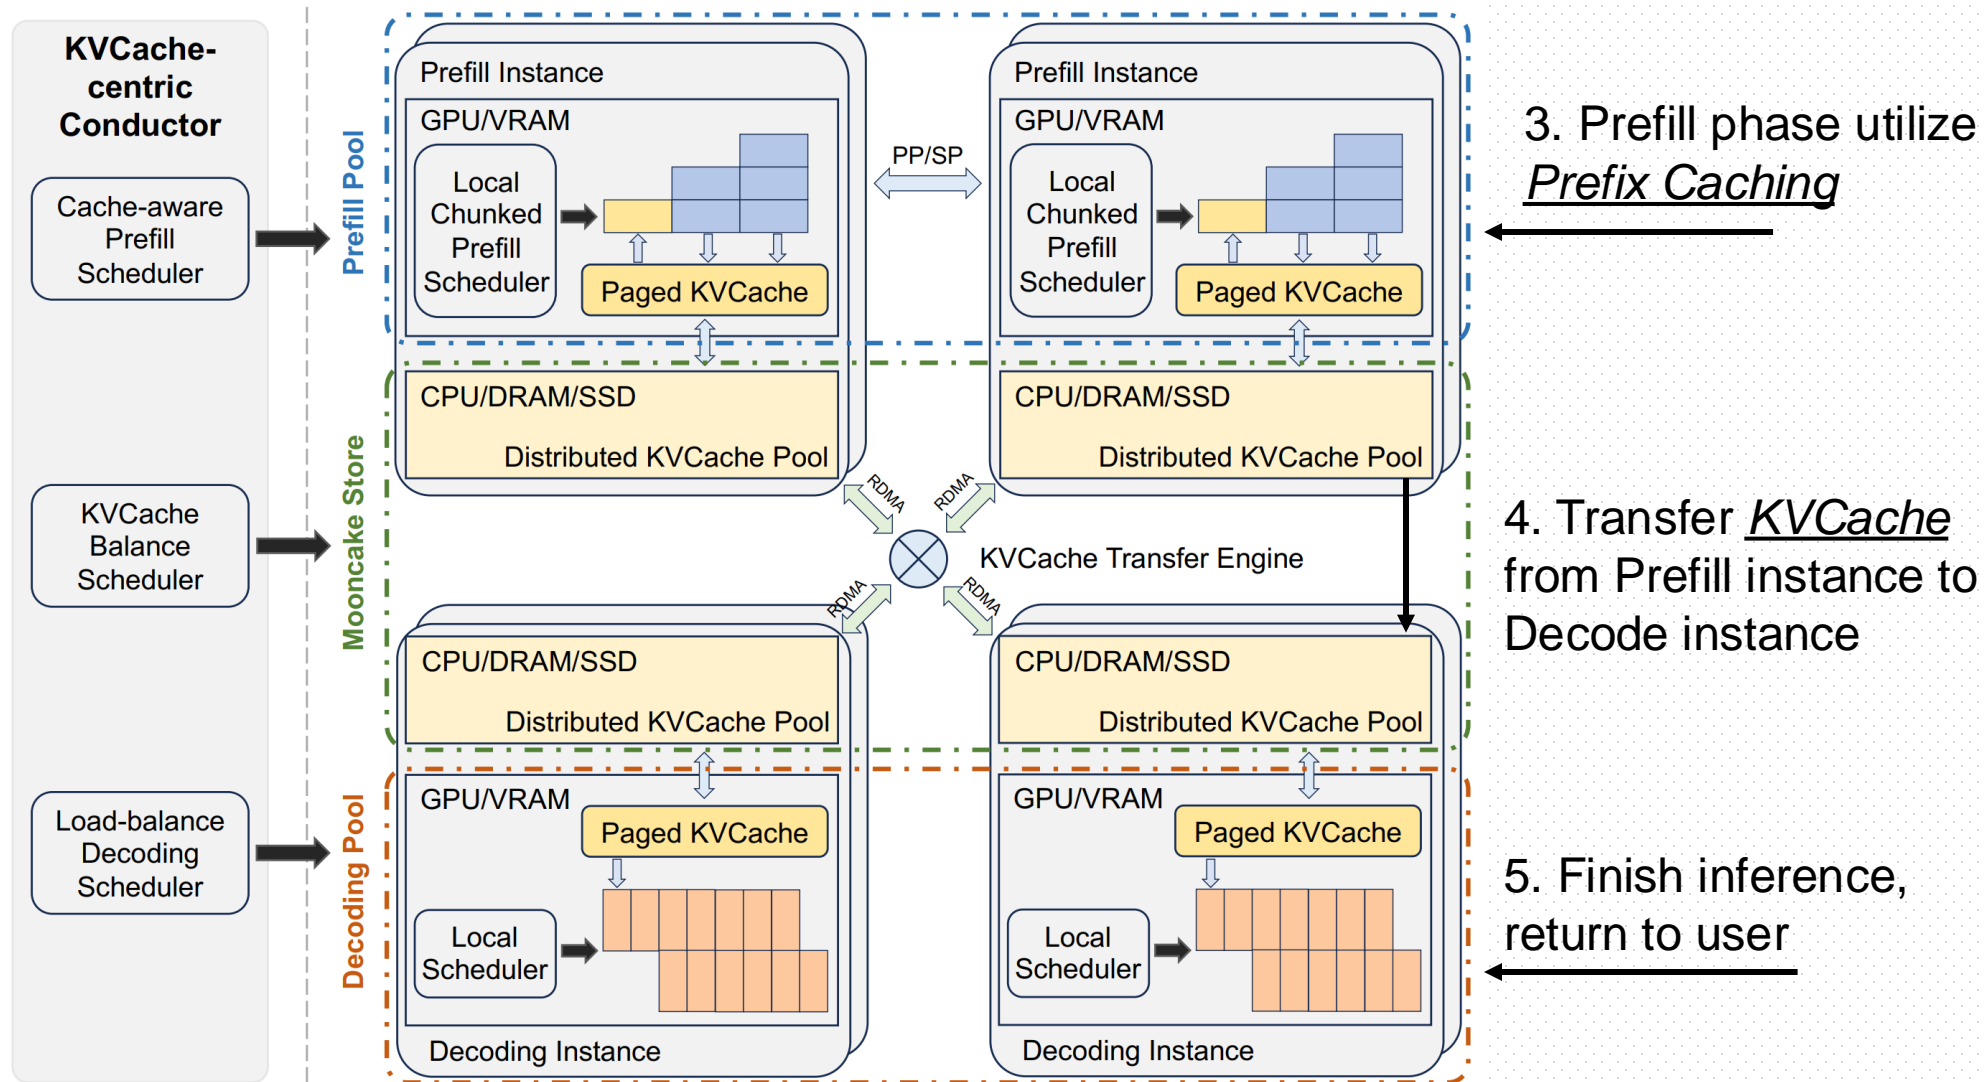 KVCache-
centric
Conductor
Cache-aware
Prefill
Scheduler
KVCache
Balance
Scheduler
Load-balance
Decoding
Scheduler
Prefill Pool
Mooncake Store
Decoding Pool
Prefill Instance
GPU/VRAM
Local
Chunked
Prefill
Scheduler
Paged KVCache
CPU/DRAM/SSD
Distributed KVCache Pool
PP/SP
Prefill Instance
GPU/VRAM
Local
Chunked
Prefill
Scheduler
Paged KVCache
CPU/DRAM/SSD
Distributed KVCache Pool
RDMA
RDMA
KVCache Transfer Engine
RDMA
RDMA
CPU/DRAM/SSD
Distributed KVCache Pool
GPU/VRAM
Paged KVCache
Local
Scheduler
Decoding Instance
CPU/DRAM/SSD
Distributed KVCache Pool
GPU/VRAM
Paged KVCache
Local
Scheduler
Decoding Instance
3. Prefill phase utilize
Prefix Caching
4. Transfer KVCache
from Prefill instance to
Decode instance
5. Finish inference,
return to user